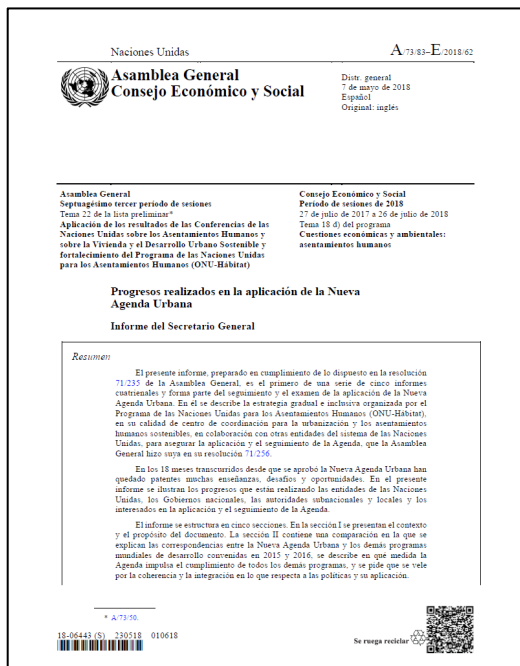 Naciones Unidas
A/73/83–E/2018/62
Asamblea General
Consejo Económico y Social
Distr. general
7 de mayo de 2018
Español
Original: inglés
Asamblea General
Septuagésimo tercer período de sesiones
Tema 22 de la lista preliminar*
Aplicación de los resultados de las Conferencias de las
Naciones Unidas sobre los Asentamientos Humanos y
sobre la Vivienda y el Desarrollo Urbano Sostenible y
fortalecimiento del Programa de las Naciones Unidas
para los Asentamientos Humanos (ONU-Hábitat)
Consejo Económico y Social
Período de sesiones de 2018
27 de julio de 2017 a 26 de julio de 2018
Tema 18 d) del programa
Cuestiones económicas y ambientales:
asentamientos humanos
Progresos realizados en la aplicación de la Nueva
Agenda Urbana
Informe del Secretario General
Resumen
El presente informe, preparado en cumplimiento de lo dispuesto en la resolución
71/235 de la Asamblea General, es el primero de una serie de cinco informes
cuatrienales y forma parte del seguimiento y el examen de la aplicación de la Nueva
Agenda Urbana. En él se describe la estrategia gradual e inclusiva organizada por el
Programa de las Naciones Unidas para los Asentamientos Humanos (ONU-Hábitat),
en su calidad de centro de coordinación para la urbanización y los asentamientos
humanos sostenibles, en colaboración con otras entidades del sistema de las Naciones
Unidas, para asegurar la aplicación y el seguimiento de la Agenda, que la Asamblea
General hizo suya en su resolución 71/256.
En los 18 meses transcurridos desde que se aprobó la Nueva Agenda Urbana han
quedado patentes muchas enseñanzas, desafíos y oportunidades. En el presente
informe se ilustran los progresos que están realizando las entidades de las Naciones
Unidas, los Gobiernos nacionales, las autoridades subnacionales y locales y los
interesados en la aplicación y el seguimiento de la Agenda.
El informe se estructura en cinco secciones. En la sección I se presentan el contexto
y el propósito del documento. La sección II contiene una comparación en la que se
explican las correspondencias entre la Nueva Agenda Urbana y los demás programas
mundiales de desarrollo convenidas en 2015 y 2016, se describe en qué medida la
Agenda impulsa el cumplimiento de todos los demás programas, y se pide que se vele
por la coherencia y la integración en lo que respecta a las políticas y su aplicación.
* A/73/50.
18-06443 (S) 230518 010618
Se ruega reciclar